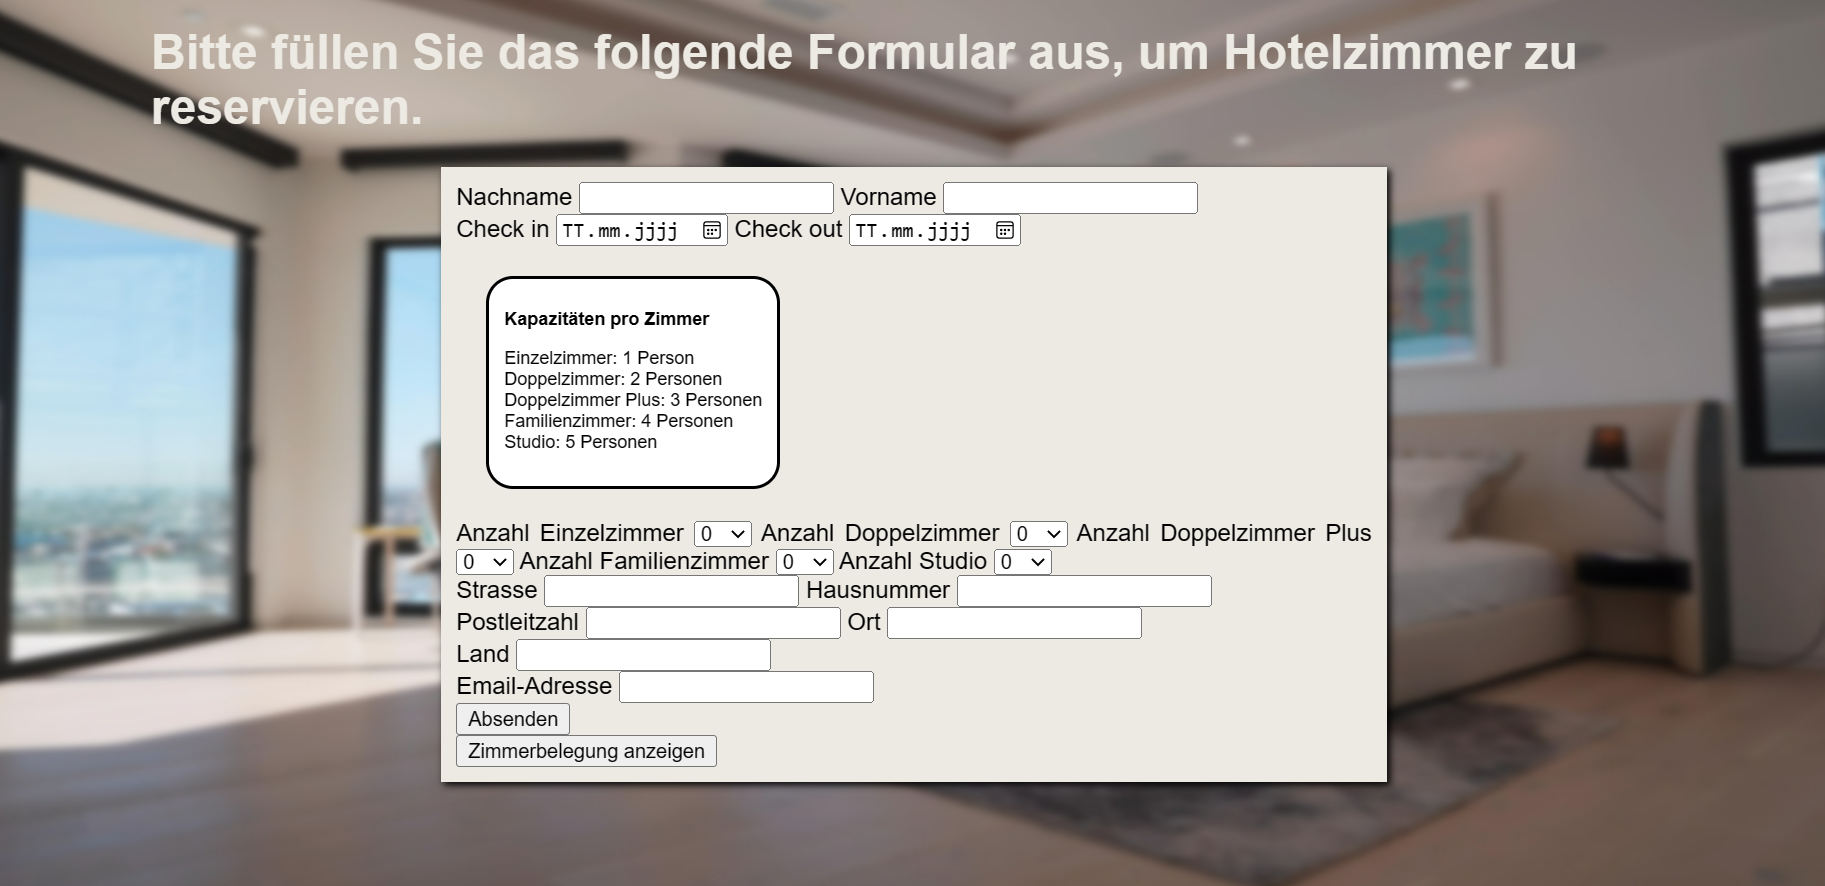 Bitte füllen Sie das folgende Formular aus, um Hotelzimmer zu
reservieren.
Nachname Vorname
Check in TT.mm.jjjj Check out TT.mm.jjjj
Kapazitäten pro Zimmer
Einzelzimmer: 1 Person
Doppelzimmer: 2 Personen
Doppelzimmer Plus: 3 Personen
Familienzimmer: 4 Personen
Studio: 5 Personen
Anzahl Einzelzimmer 0 Anzahl Doppelzimmer 0 Anzahl Doppelzimmer Plus
0 Anzahl Familienzimmer 0 Anzahl Studio 0
Strasse Hausnummer
Postleitzahl Ort
Land
Email-Adresse
Absenden
Zimmerbelegung anzeigen